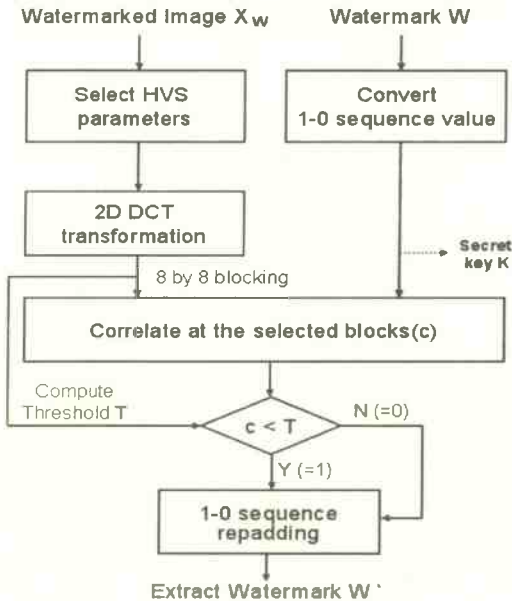 Watermarked Image Xw
Watermark W
Select HVS
parameters
Convert
1-0 sequence value
2D DCT
transformation
Secret
key K
8 by 8 blocking
Correlate at the selected blocks(c)
Compute
Threshold T
c < T
N (=0)
Y (=1)
1-0 sequence
repadding
Extract Watermark W '